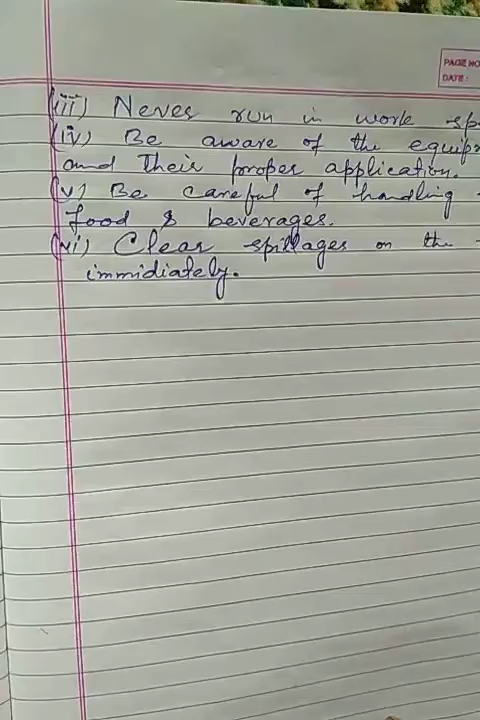 PAGE NO
DATE:
(iii) Never run in work
(iv) Be aware of the
and Their proper application.
(v) Be careful of handling
food & beverages.
(vi) Clear spillages on the
immidiately.